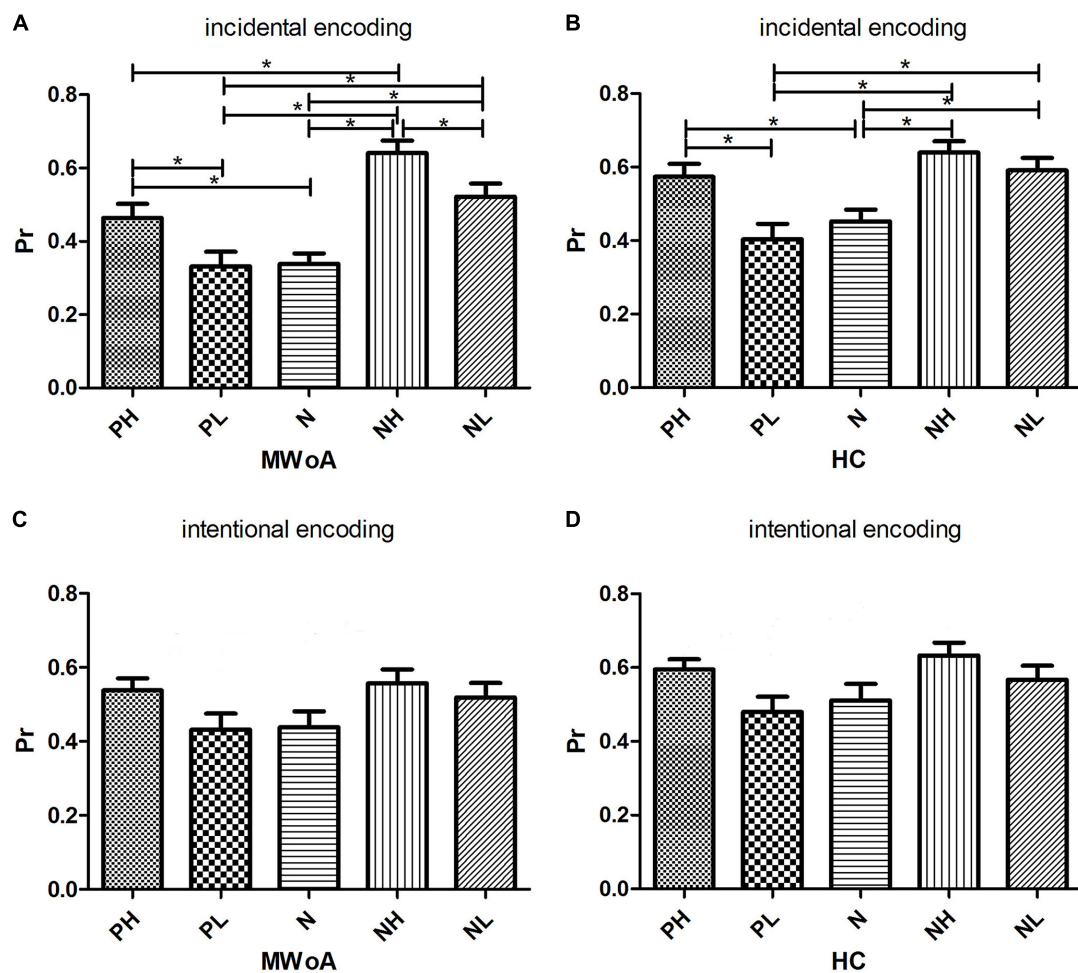 A
incidental encoding
* * * * * * * *
Pr
0.8
0.6
0.4
0.2
0.0
PH PL N NH NL
MWoA
B
incidental encoding
* * * * * *
Pr
0.8
0.6
0.4
0.2
0.0
PH PL N NH NL
HC
C
intentional encoding
Pr
0.8
0.6
0.4
0.2
0.0
PH PL N NH NL
MWoA
D
intentional encoding
Pr
0.8
0.6
0.4
0.2
0.0
PH PL N NH NL
HC